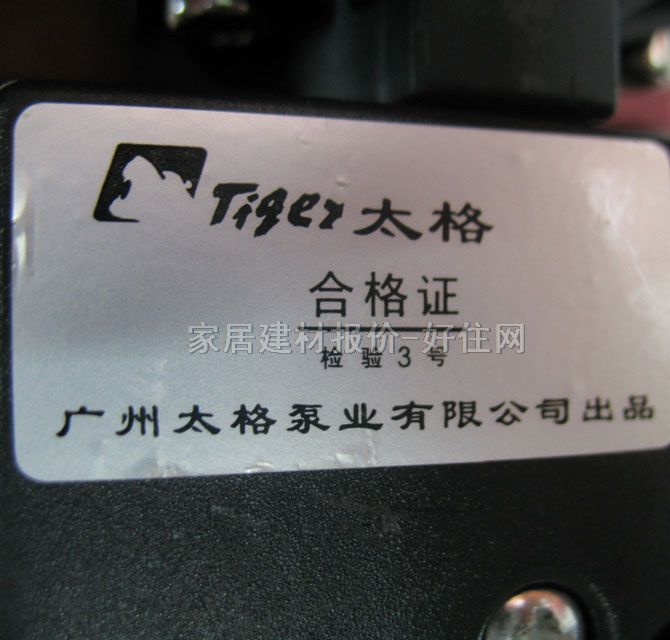 Tiger 太格
合格证
家居建材报价-好住网
检验3号
广州太格泵业有限公司出品